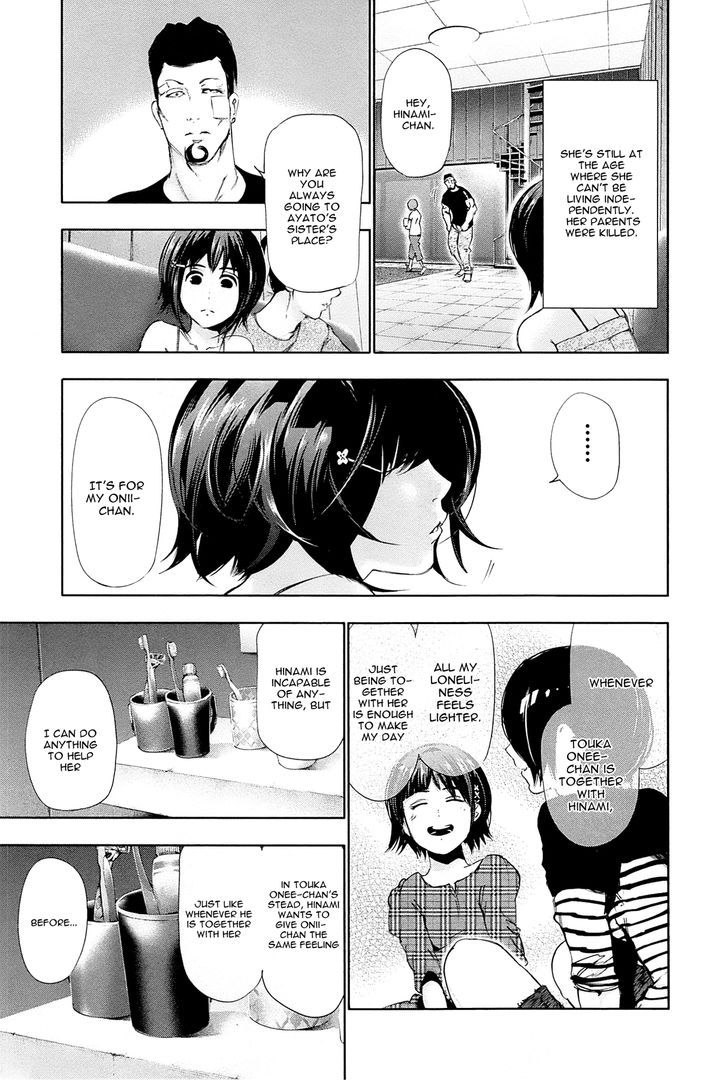 HEY,
HINAMI-
CHAN.
SHE'S STILL AT
THE AGE
WHERE SHE
CAN'T BE
LIVING INDE-
PENDENTLY.
HER PARENTS
WERE KILLED.
WHY ARE
YOU
ALWAYS
GOING TO
AYATO'S
SISTER'S
PLACE?
......
IT'S FOR
MY ONII-
CHAN.
WHENEVER
TOUKA
ONEE-
CHAN IS
TOGETHER
WITH
HINAMI,
ALL MY
LONELI-
NESS
FEELS
LIGHTER.
JUST
BEING TO-
GETHER
WITH HER
IS ENOUGH
TO MAKE
MY DAY
HINAMI IS
INCAPABLE
OF ANY-
THING, BUT
I CAN DO
ANYTHING
TO HELP
HER
IN TOUKA
ONEE-CHAN'S
STEAD, HINAMI
WANTS TO
GIVE ONII-
CHAN THE
SAME FEELING
JUST LIKE
WHENEVER HE
IS TOGETHER
WITH HER
BEFORE...